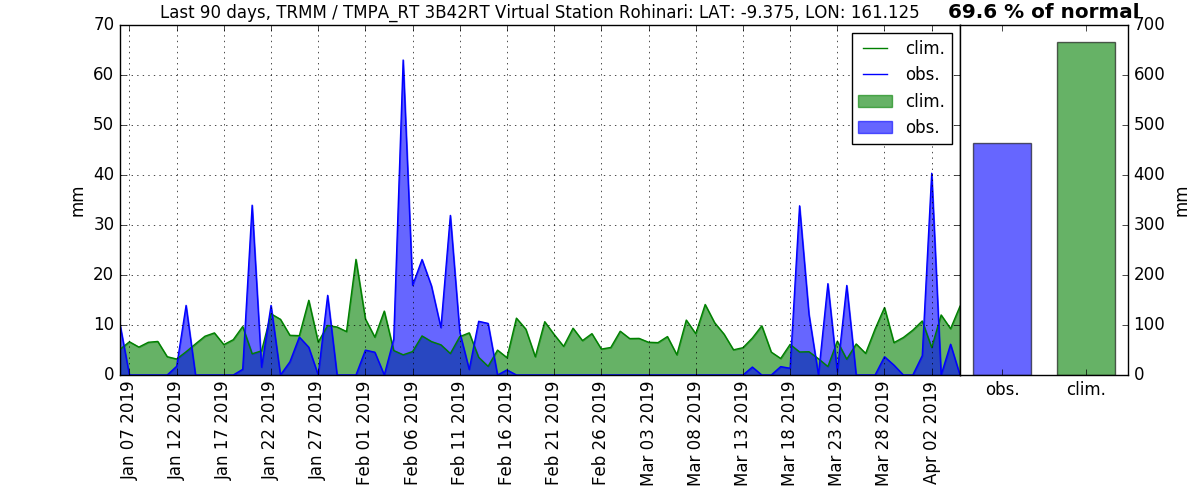 Last 90 days, TRMM / TMPA_RT 3B42RT Virtual Station Rohinari: LAT: -9.375, LON: 161.125
69.6 % of normal
70
60
50
40
30
20
10
0
mm
clim.
obs.
clim.
obs.
700
600
500
400
300
200
100
0
mm
Jan 07 2019
Jan 12 2019
Jan 17 2019
Jan 22 2019
Jan 27 2019
Feb 01 2019
Feb 06 2019
Feb 11 2019
Feb 16 2019
Feb 21 2019
Feb 26 2019
Mar 03 2019
Mar 08 2019
Mar 13 2019
Mar 18 2019
Mar 23 2019
Mar 28 2019
Apr 02 2019
obs.
clim.